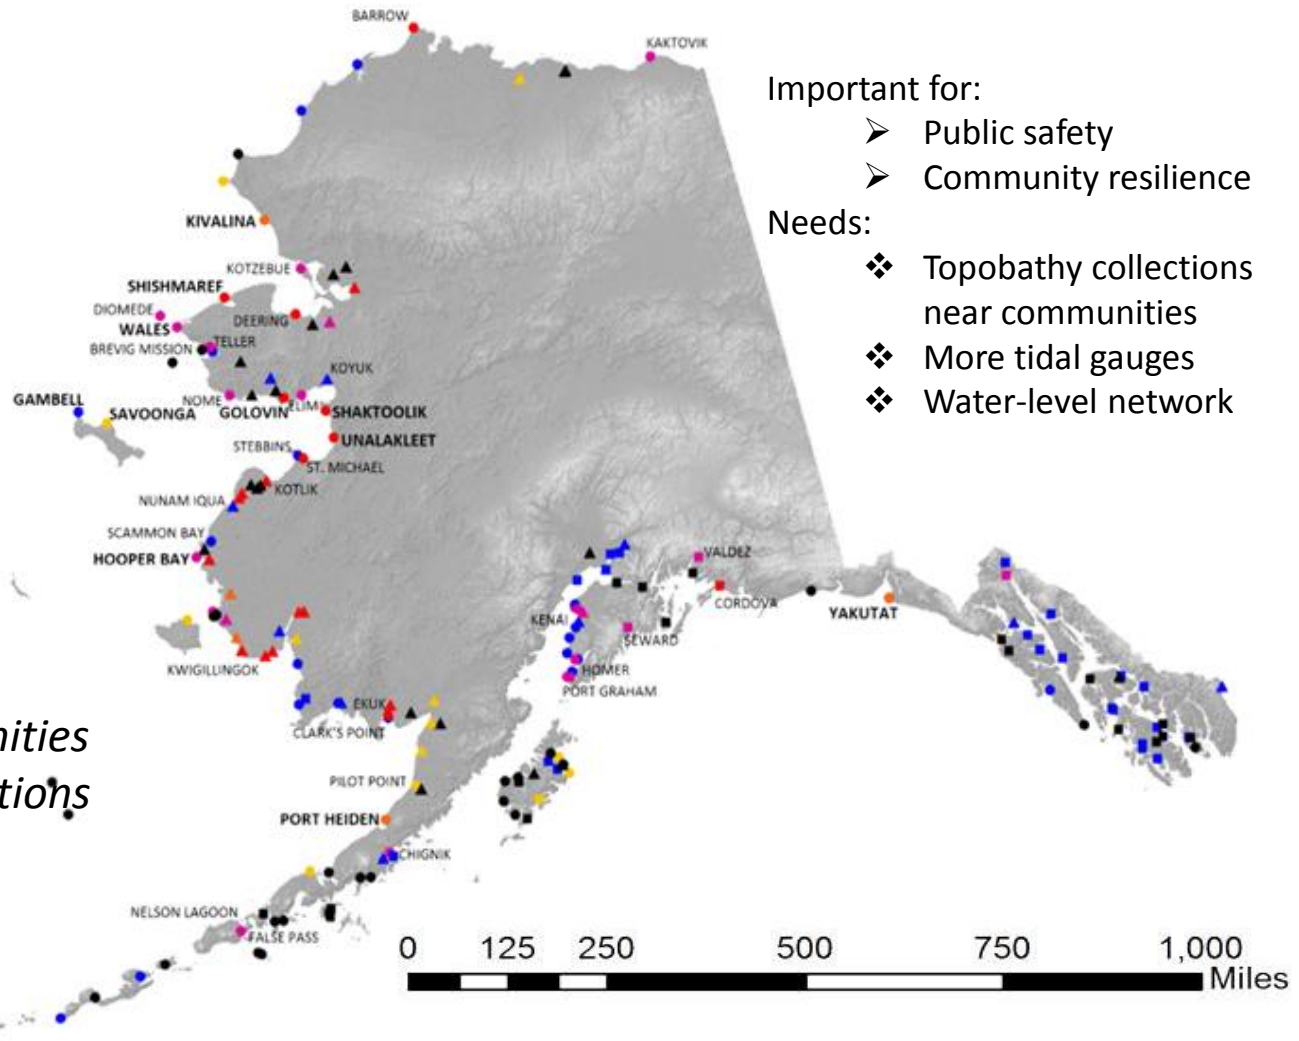 BARROW
KAKTOVIK
Important for:
Public safety
Community resilience
Needs:
Topobathy collections
near communities
More tidal gauges
Water-level network
KIVALINA
KOTZEBUE
SHISHMAREF
DIOMEDE
WALES
DEERING
BREVIG MISSION
TELLER
KOYUK
GAMBELL
SAVOONGA
NOME
GOLOVIN
ELIM
SHAKTOOLIK
UNALAKLEET
STEBBINS
ST. MICHAEL
KOTLIK
NUNAM IQUA
SCAMMON BAY
HOOPER BAY
VALDEZ
CORDOVA
YAKUTAT
KENAI
SEWARD
KWIGILLINGOK
HOMER
PORT GRAHAM
EKUK
CLARK'S POINT
nities
tions
PILOT POINT
PORT HEIDEN
CHIGNIK
NELSON LAGOON
FALSE PASS
0 125 250 500 750 1,000
Miles